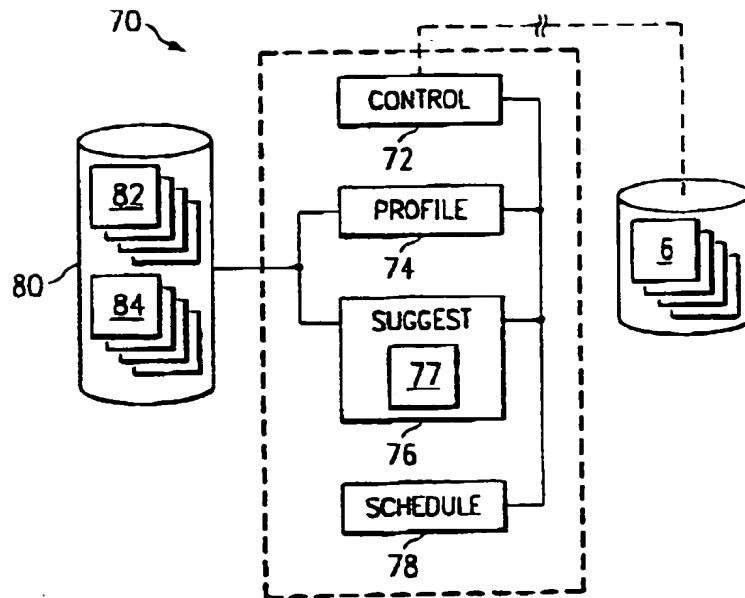 70
CONTROL
72
82
PROFILE
6
74
80
84
SUGGEST
77
76
SCHEDULE
78